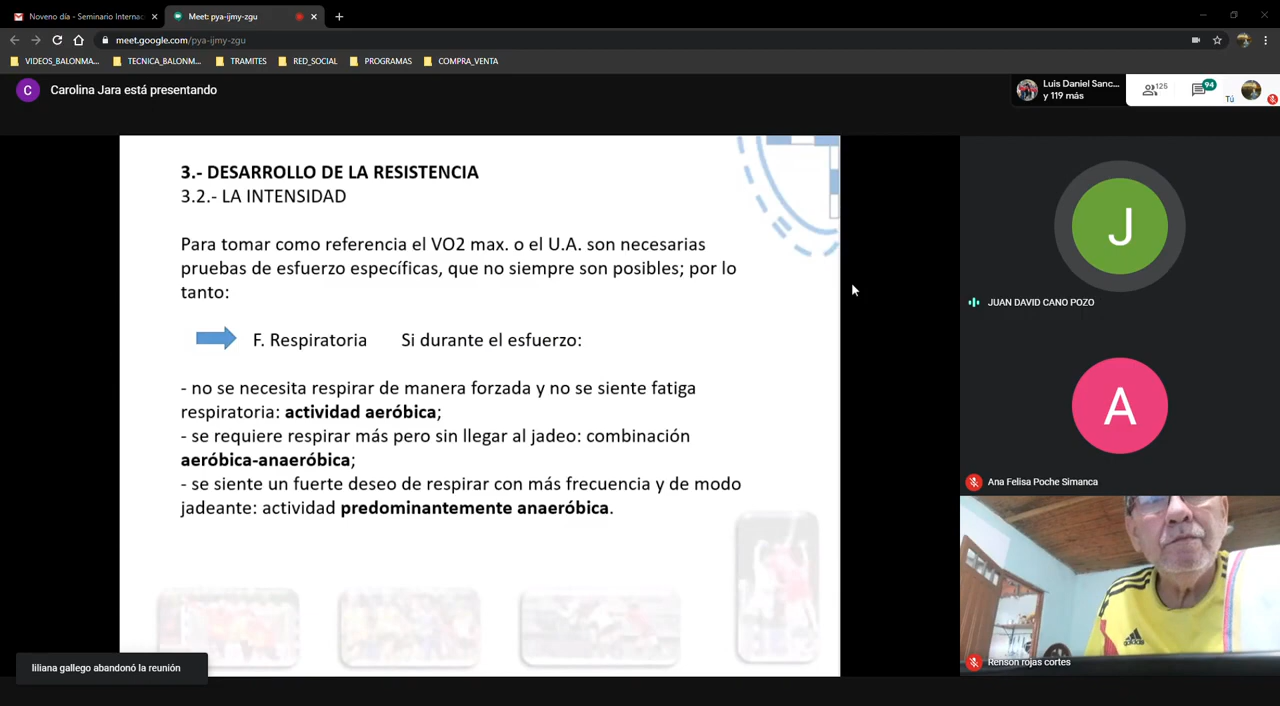 Noveno día - Seminario Internac
Meet: pya-ijmy-zgu
meet.google.com/pya-ijmy-zgu
VIDEOS_BALONMA...
TECNICA_BALONM...
TRAMITES
RED_SOCIAL
PROGRAMAS
COMPRA_VENTA
C
Carolina Jara está presentando
Luis Daniel Sanc...
y 119 más
125
94
Tú
3.- DESARROLLO DE LA RESISTENCIA
3.2.- LA INTENSIDAD
Para tomar como referencia el VO2 max. o el U.A. son necesarias
pruebas de esfuerzo específicas, que no siempre son posibles; por lo
tanto:
F. Respiratoria Si durante el esfuerzo:
- no se necesita respirar de manera forzada y no se siente fatiga
respiratoria: actividad aeróbica;
- se requiere respirar más pero sin llegar al jadeo: combinación
aeróbica-anaeróbica;
- se siente un fuerte deseo de respirar con más frecuencia y de modo
jadeante: actividad predominantemente anaeróbica.
J
JUAN DAVID CANO POZO
A
Ana Felisa Poche Simanca
adidas
Renson rojas cortes
liliana gallego abandonó la reunión